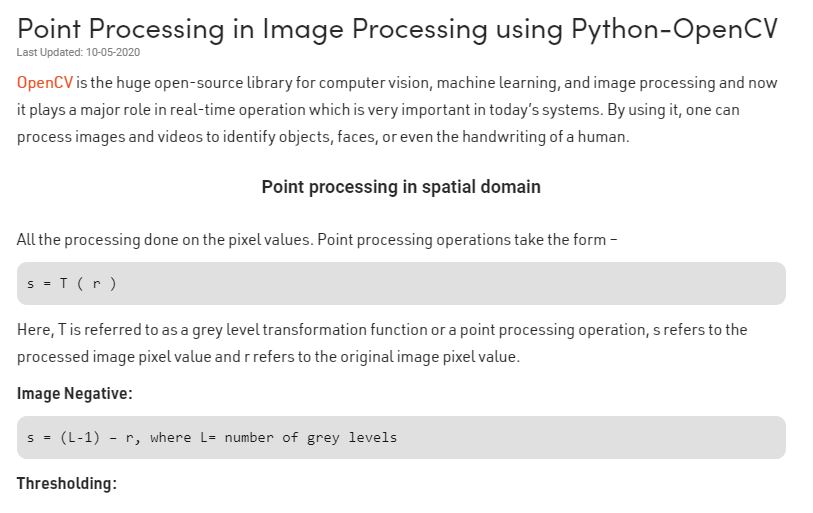 Point Processing in Image Processing using Python-OpenCV
Last Updated: 10-05-2020
OpenCV is the huge open-source library for computer vision, machine learning, and image processing and now
it plays a major role in real-time operation which is very important in today's systems. By using it, one can
process images and videos to identify objects, faces, or even the handwriting of a human.
Point processing in spatial domain
All the processing done on the pixel values. Point processing operations take the form –
s = T ( r )
Here, T is referred to as a grey level transformation function or a point processing operation, s refers to the
processed image pixel value and r refers to the original image pixel value.
Image Negative:
s = (L-1) – r, where L= number of grey levels
Thresholding: